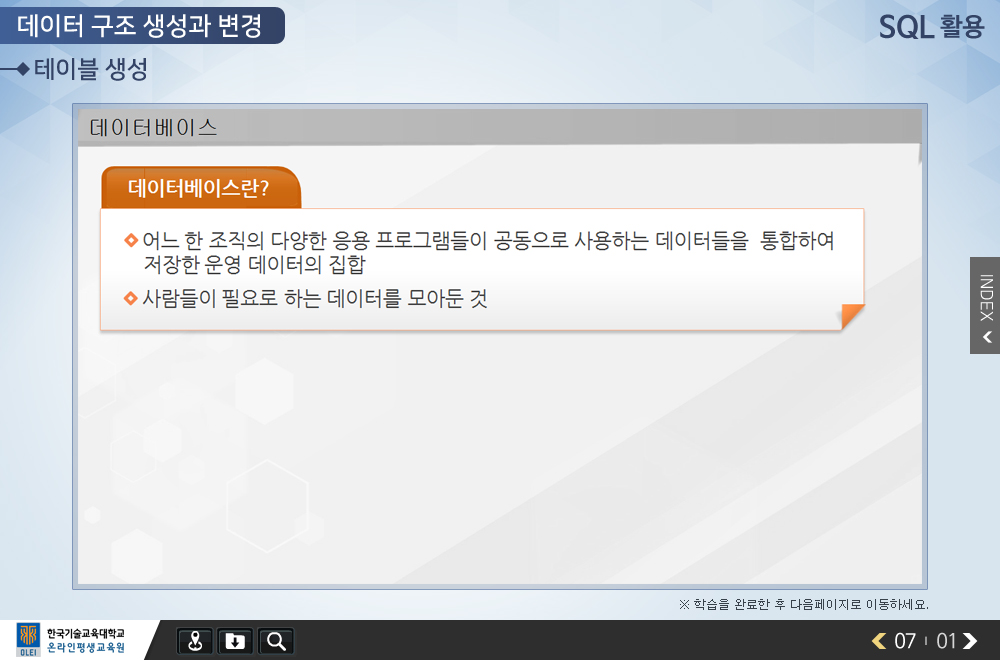 데이터 구조 생성과 변경
SQL 활용
테이블 생성
데이터베이스
데이터베이스란?
어느 한 조직의 다양한 응용 프로그램들이 공동으로 사용하는 데이터들을 통합하여
저장한 운영 데이터의 집합
사람들이 필요로 하는 데이터를 모아둔 것
INDEX
※ 학습을 완료한 후 다음페이지로 이동하세요.
한국기술교육대학교
온라인평생교육원
OLEI
07 | 01